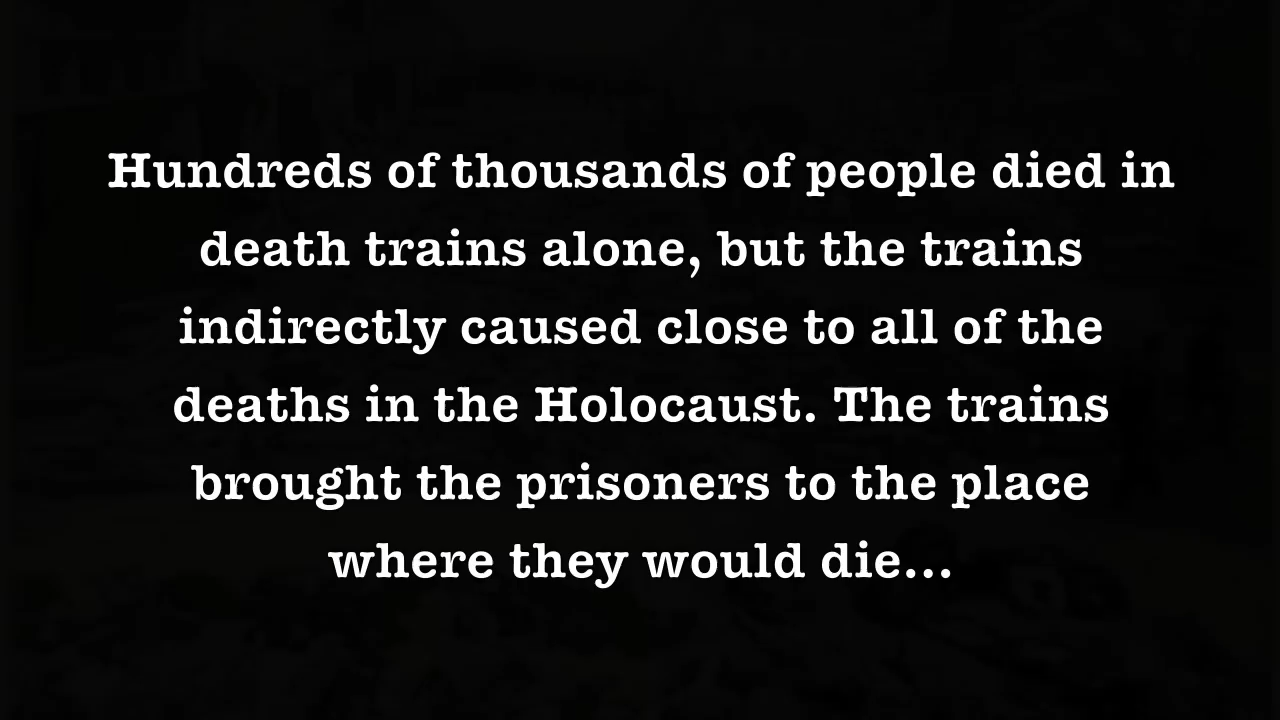 Hundreds of thousands of people died in
death trains alone, but the trains
indirectly caused close to all of the
deaths in the Holocaust. The trains
brought the prisoners to the place
where they would die...